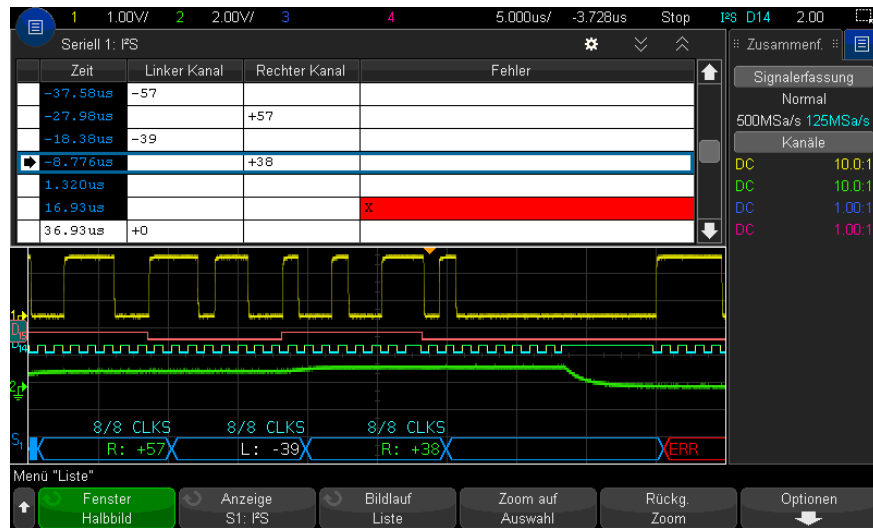 1 1.00V/ 2 2.00V/ 3 4 5.000us/ -3.728us Stop I²S D14 2.00
Seriell 1: I²S
Zusammenf.
Zeit Linker Kanal Rechter Kanal Fehler
-37.58us -57
-27.98us +57
-18.38us -39
-8.776us +38
1.320us
16.93us X
36.93us +0
Signalerfassung
Normal
500MSa/s 125MSa/s
Kanäle
DC 10.0:1
DC 10.0:1
DC 1.00:1
DC 1.00:1
1
D15
D14
2
8/8 CLKS 8/8 CLKS 8/8 CLKS
S1 R: +57 L: -39 R: +38 ERR
Menü "Liste"
Fenster Anzeige Bildlauf Zoom auf Rückg. Optionen
Halbbild S1: I²S Liste Auswahl Zoom